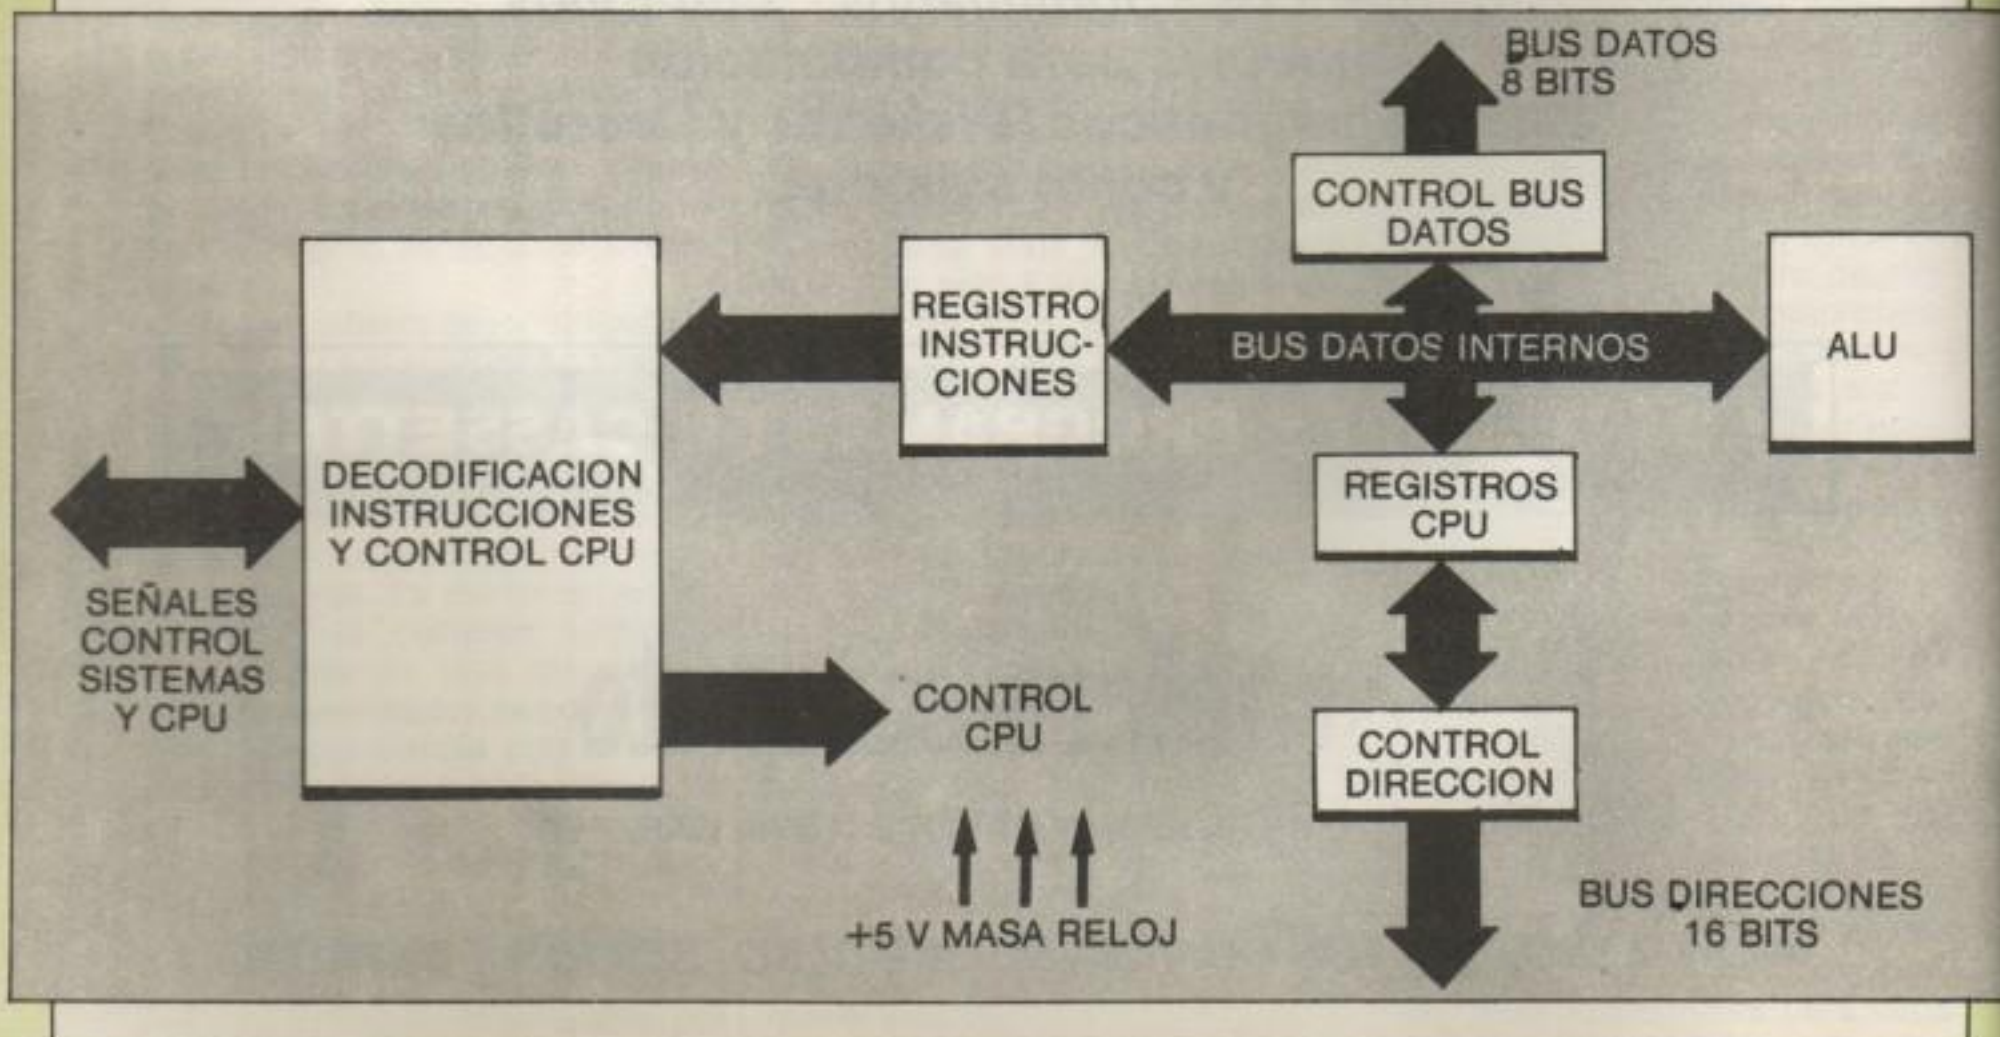 BUS DATOS
8 BITS
CONTROL BUS
DATOS
REGISTRO
INSTRUC-
CIONES
BUS DATOS INTERNOS
ALU
DECODIFICACION
INSTRUCCIONES
Y CONTROL CPU
REGISTROS
CPU
SEÑALES
CONTROL
SISTEMAS
Y CPU
CONTROL
CPU
CONTROL
DIRECCION
+5 V MASA RELOJ
BUS DIRECCIONES
16 BITS